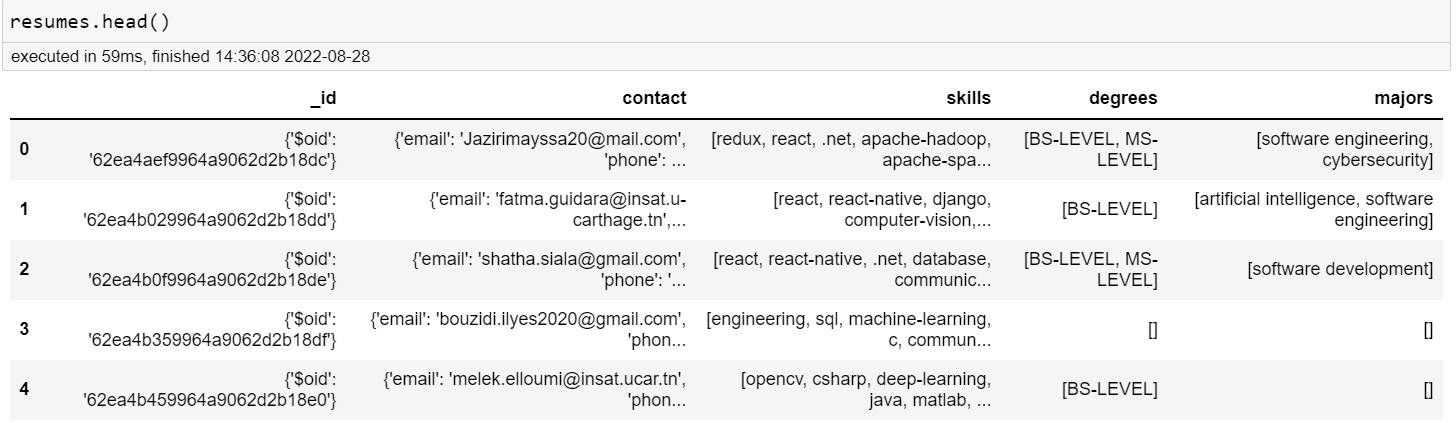 resumes.head()
executed in 59ms, finished 14:36:08 2022-08-28
_id contact skills degrees majors
0 {'$oid': {'email': 'Jazirimayssa20@mail.com', [redux, react, .net, apache-hadoop, [BS-LEVEL, MS- [software engineering,
'62ea4aef9964a9062d2b18dc'} 'phone': ... apache-spa... LEVEL] cybersecurity]
1 {'$oid': {'email': 'fatma.guidara@insat.u- [react, react-native, django, [BS-LEVEL] [artificial intelligence, software
'62ea4b029964a9062d2b18dd'} carthage.tn',... computer-vision,... engineering]
2 {'$oid': {'email': 'shatha.siala@gmail.com', [react, react-native, .net, database, [BS-LEVEL, MS- [software development]
'62ea4b0f9964a9062d2b18de'} 'phone': '... communic... LEVEL]
3 {'$oid': {'email': 'bouzidi.ilyes2020@gmail.com', [engineering, sql, machine-learning, [] []
'62ea4b359964a9062d2b18df'} 'phon... c, commun...
4 {'$oid': {'email': 'melek.elloumi@insat.ucar.tn', [opencv, csharp, deep-learning, [BS-LEVEL] []
'62ea4b459964a9062d2b18e0'} 'phon... java, matlab, ...